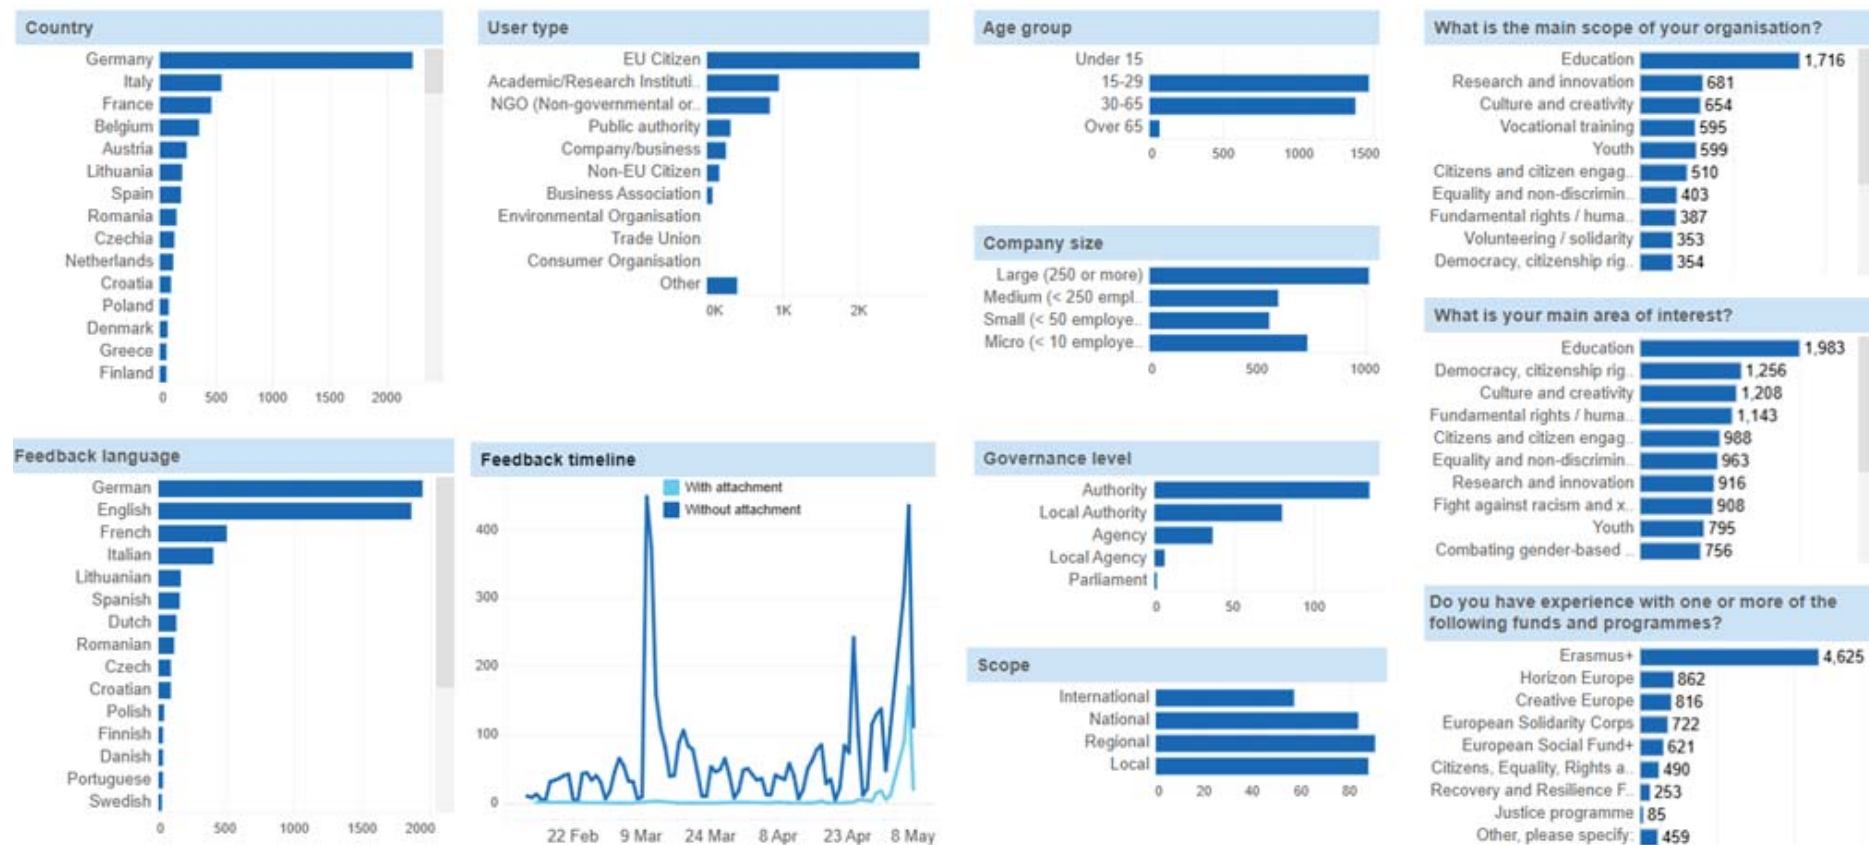 Country
Germany
Italy
France
Belgium
Austria
Lithuania
Spain
Romania
Czechia
Netherlands
Croatia
Poland
Denmark
Greece
Finland
0 500 1000 1500 2000
User type
EU Citizen
Academic/Research Instituti..
NGO (Non-governmental or..
Public authority
Company/business
Non-EU Citizen
Business Association
Environmental Organisation
Trade Union
Consumer Organisation
Other
0K 1K 2K
Age group
Under 15
15-29
30-65
Over 65
0 500 1000 1500
Company size
Large (250 or more)
Medium (< 250 empl..
Small (< 50 employe..
Micro (< 10 employe..
0 500 1000
What is the main scope of your organisation?
Education 1,716
Research and innovation 681
Culture and creativity 654
Vocational training 595
Youth 599
Citizens and citizen engag.. 510
Equality and non-discrimin.. 403
Fundamental rights / huma.. 387
Volunteering / solidarity 353
Democracy, citizenship rig.. 354
What is your main area of interest?
Education 1,983
Democracy, citizenship rig.. 1,256
Culture and creativity 1,208
Fundamental rights / huma.. 1,143
Citizens and citizen engag.. 988
Equality and non-discrimin.. 963
Research and innovation 916
Fight against racism and x.. 908
Youth 795
Combating gender-based .. 756
Feedback language
German
English
French
Italian
Lithuanian
Spanish
Dutch
Romanian
Czech
Croatian
Polish
Finnish
Danish
Portuguese
Swedish
0 500 1000 1500 2000
Feedback timeline
With attachment
Without attachment
400
300
200
100
0
22 Feb 9 Mar 24 Mar 8 Apr 23 Apr 8 May
Governance level
Authority
Local Authority
Agency
Local Agency
Parliament
0 50 100
Scope
International
National
Regional
Local
0 20 40 60 80
Do you have experience with one or more of the
following funds and programmes?
Erasmus+ 4,625
Horizon Europe 862
Creative Europe 816
European Solidarity Corps 722
European Social Fund+ 621
Citizens, Equality, Rights a.. 490
Recovery and Resilience F.. 253
Justice programme 85
Other, please specify: 459